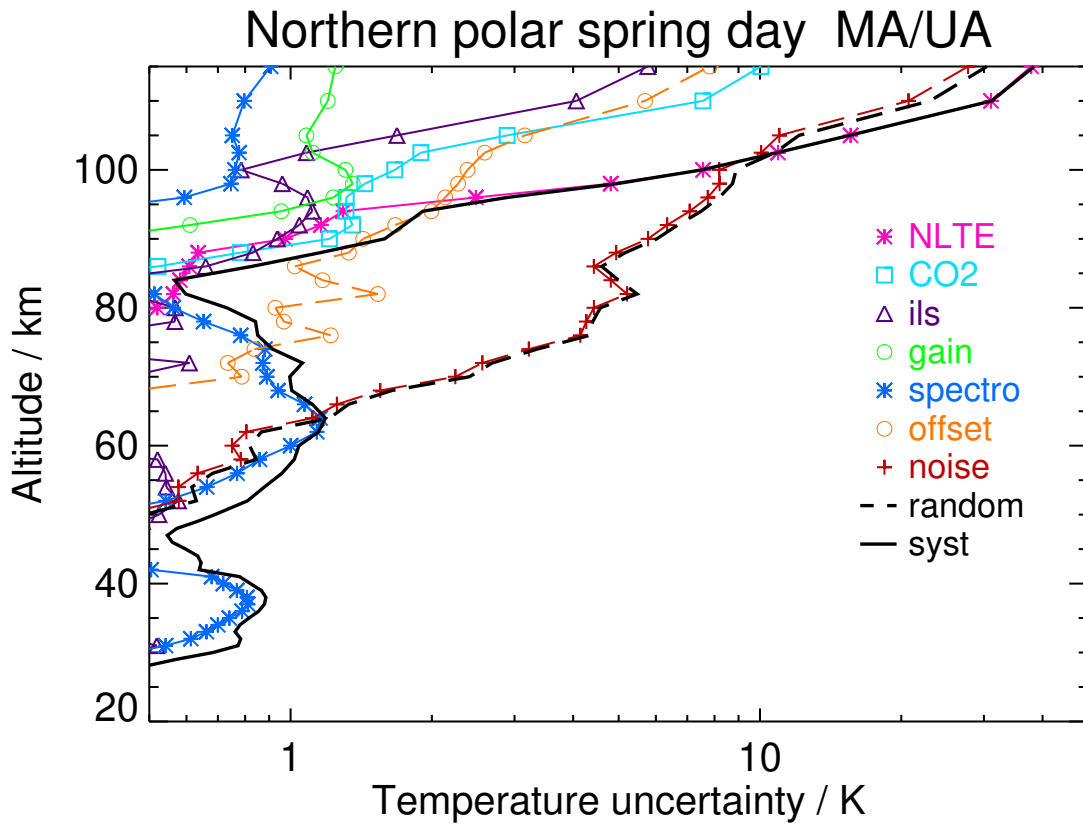 Northern polar spring day  MA/UA
Altitude / km
100
80
60
40
20
NLTE
CO2
ils
gain
spectro
offset
noise
random
syst
1
10
Temperature uncertainty / K